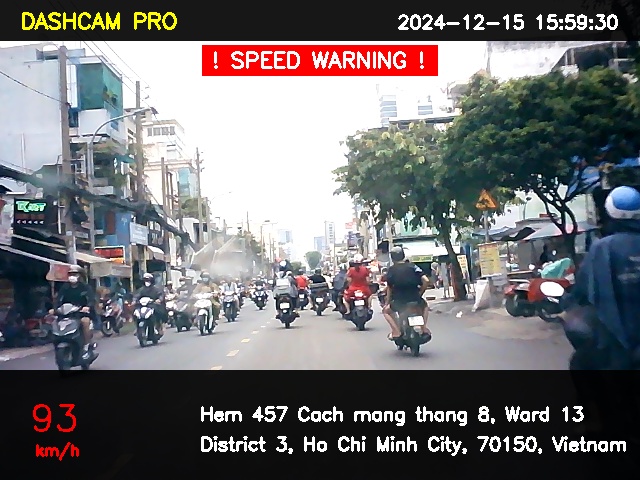 DASHCAM PRO
2024-12-15 15:59:30
! SPEED WARNING !
93
km/h
Hem 457 Cach mang thang 8, Ward 13
District 3, Ho Chi Minh City, 70150, Vietnam